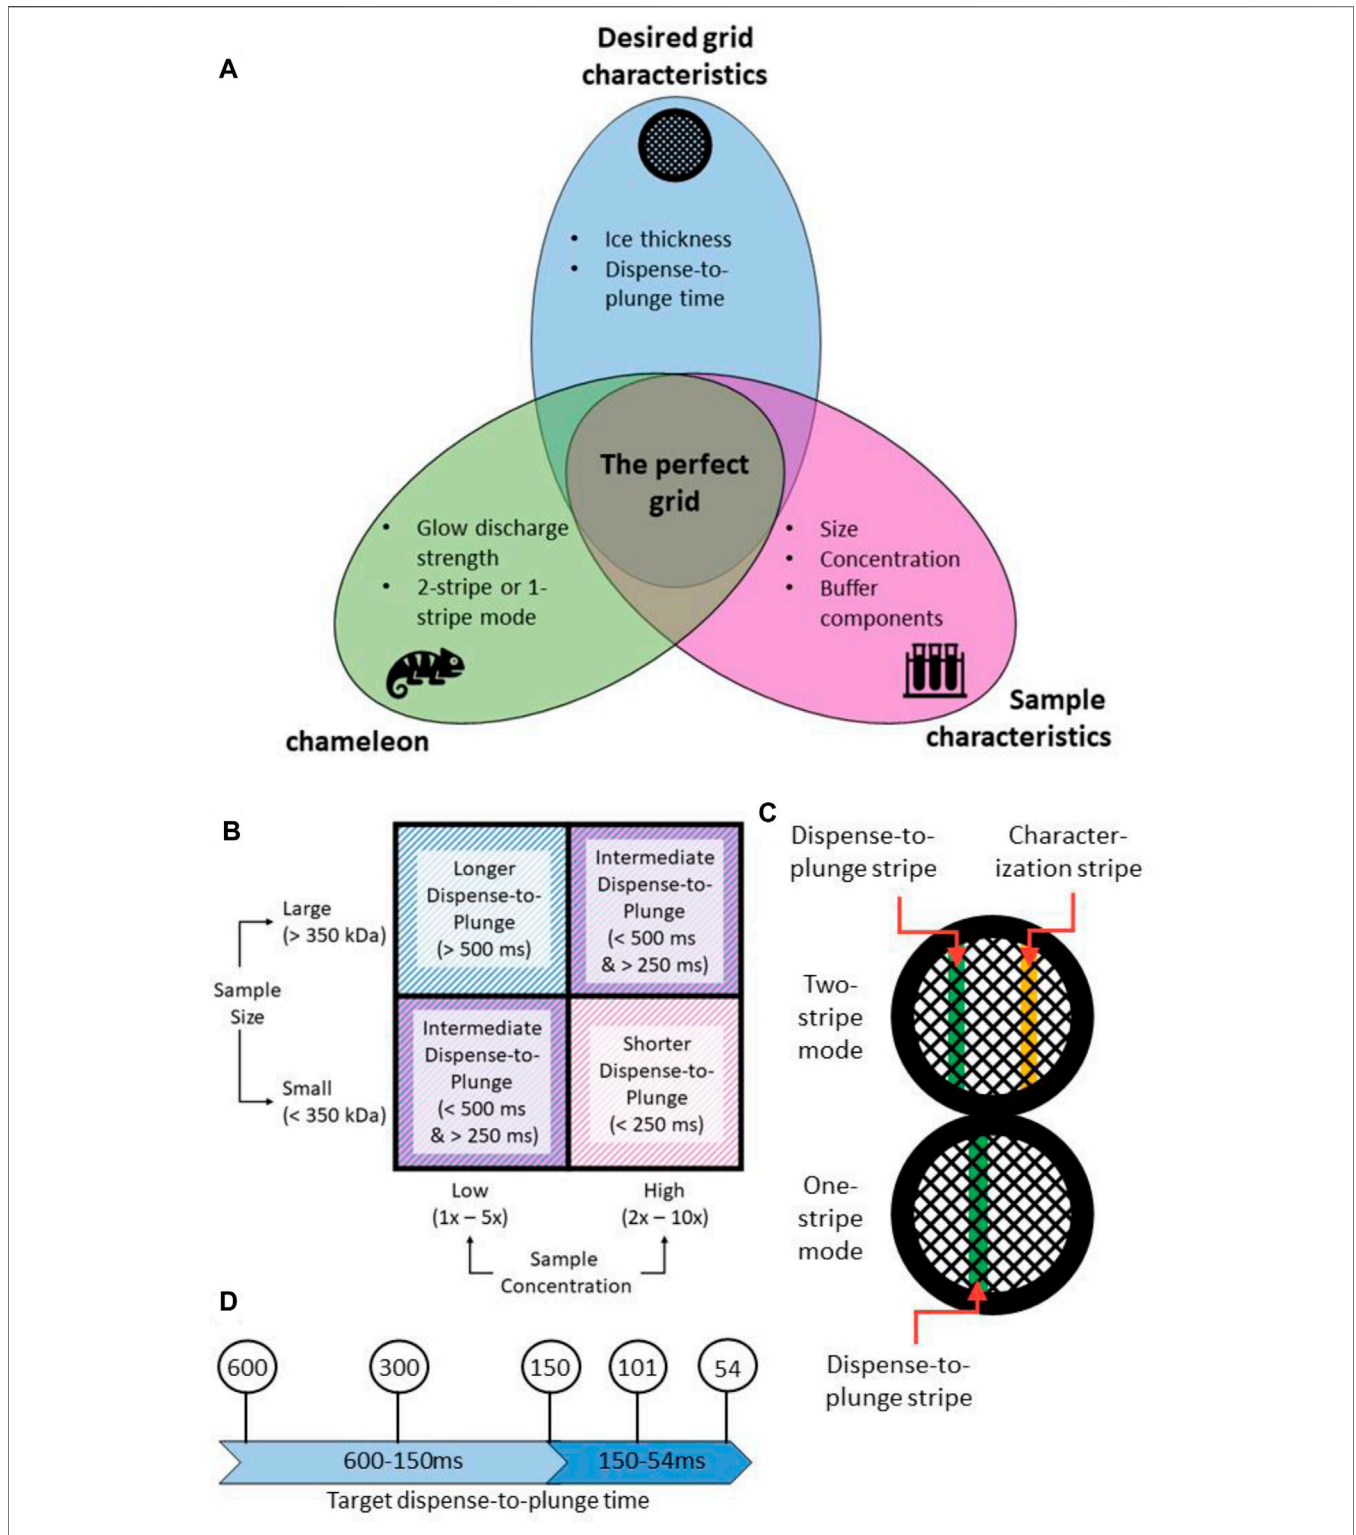 A
Desired grid
characteristics
• Ice thickness
• Dispense-to-
plunge time
The perfect
grid
• Glow discharge
strength
• 2-stripe or 1-
stripe mode
• Size
• Concentration
• Buffer
components
chameleon
Sample
characteristics
B
Large
(> 350 kDa)
Sample
Size
Small
(< 350 kDa)
Longer
Dispense-to-
Plunge
(> 500 ms)
Intermediate
Dispense-to-
Plunge
(< 500 ms
& > 250 ms)
Intermediate
Dispense-to-
Plunge
(< 500 ms
& > 250 ms)
Shorter
Dispense-to-
Plunge
(< 250 ms)
Low
(1x – 5x)
High
(2x – 10x)
Sample
Concentration
C
Dispense-to-
plunge stripe
Character-
ization stripe
Two-
stripe
mode
One-
stripe
mode
Dispense-to-
plunge stripe
D
600
300
150
101
54
600-150ms
150-54ms
Target dispense-to-plunge time